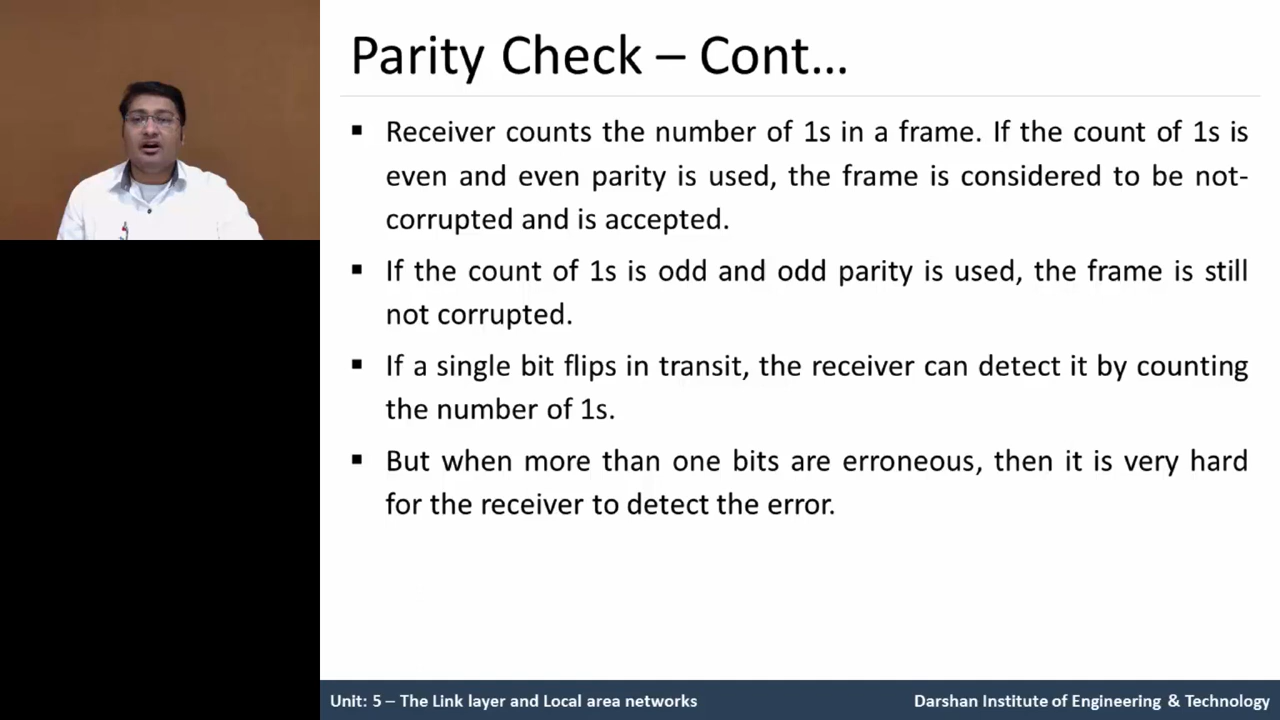 Parity Check – Cont...
▪ Receiver counts the number of 1s in a frame. If the count of 1s is
even and even parity is used, the frame is considered to be not-
corrupted and is accepted.
▪ If the count of 1s is odd and odd parity is used, the frame is still
not corrupted.
▪ If a single bit flips in transit, the receiver can detect it by counting
the number of 1s.
▪ But when more than one bits are erroneous, then it is very hard
for the receiver to detect the error.
Unit: 5 – The Link layer and Local area networks
Darshan Institute of Engineering & Technology